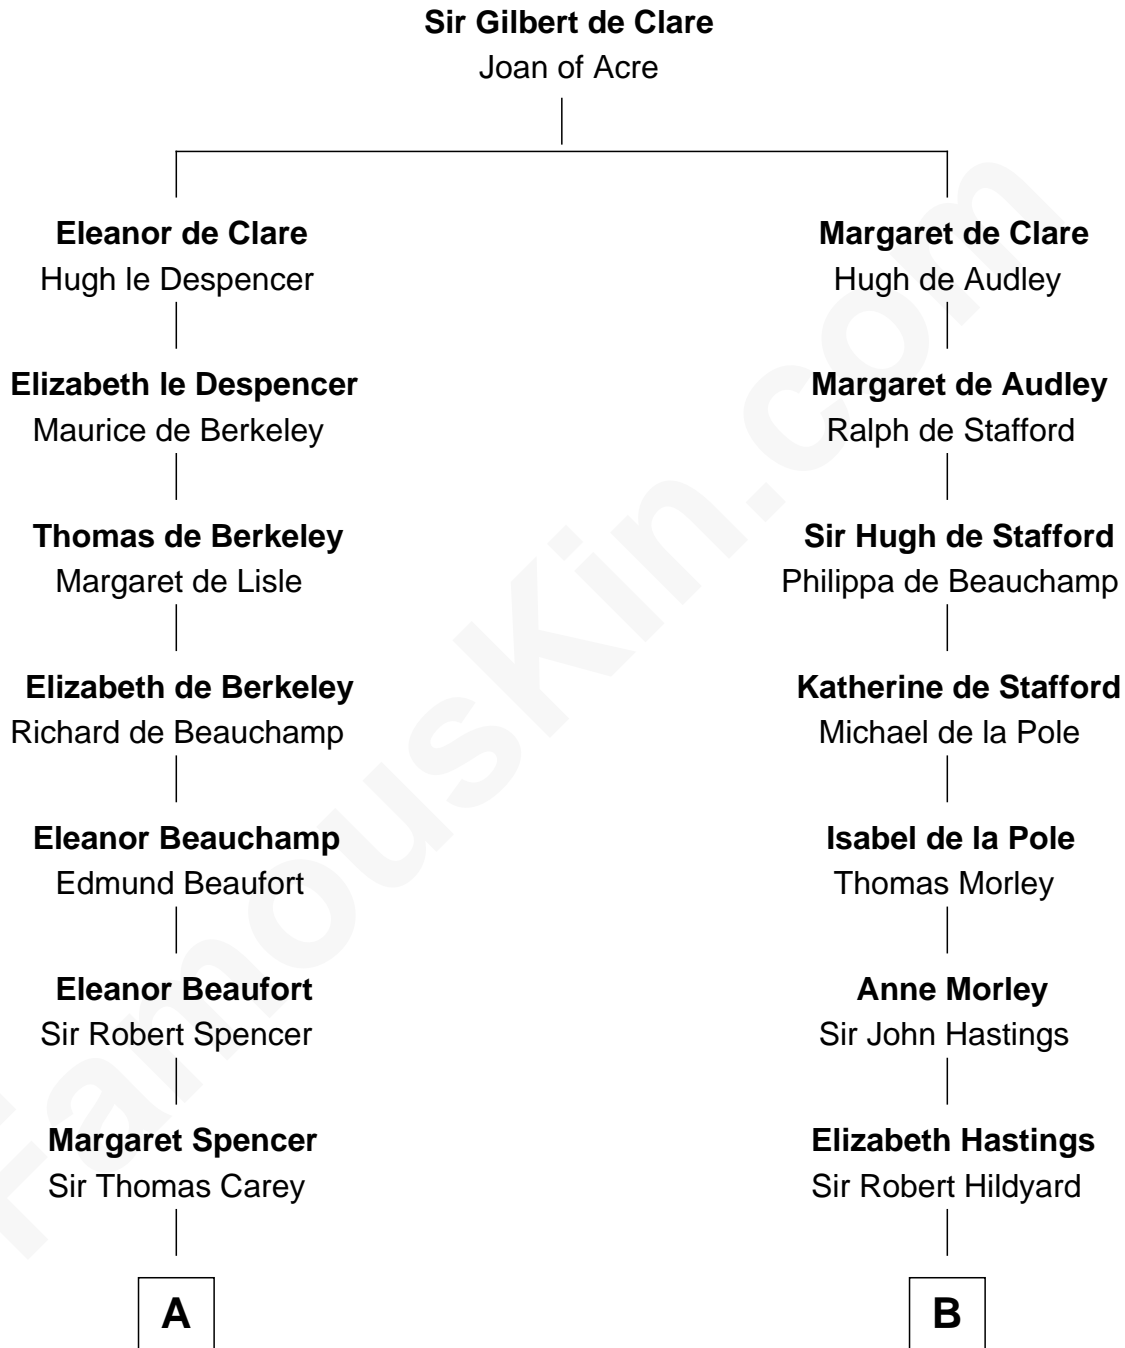 Sir Gilbert de Clare
Joan of Acre
Eleanor de Clare
Hugh le Despencer
Elizabeth le Despencer
Maurice de Berkeley
Thomas de Berkeley
Margaret de Lisle
Elizabeth de Berkeley
Richard de Beauchamp
Eleanor Beauchamp
Edmund Beaufort
Eleanor Beaufort
Sir Robert Spencer
Margaret Spencer
Sir Thomas Carey
A
Margaret de Clare
Hugh de Audley
Margaret de Audley
Ralph de Stafford
Sir Hugh de Stafford
Philippa de Beauchamp
Katherine de Stafford
Michael de la Pole
Isabel de la Pole
Thomas Morley
Anne Morley
Sir John Hastings
Elizabeth Hastings
Sir Robert Hildyard
B
FamousKin.com